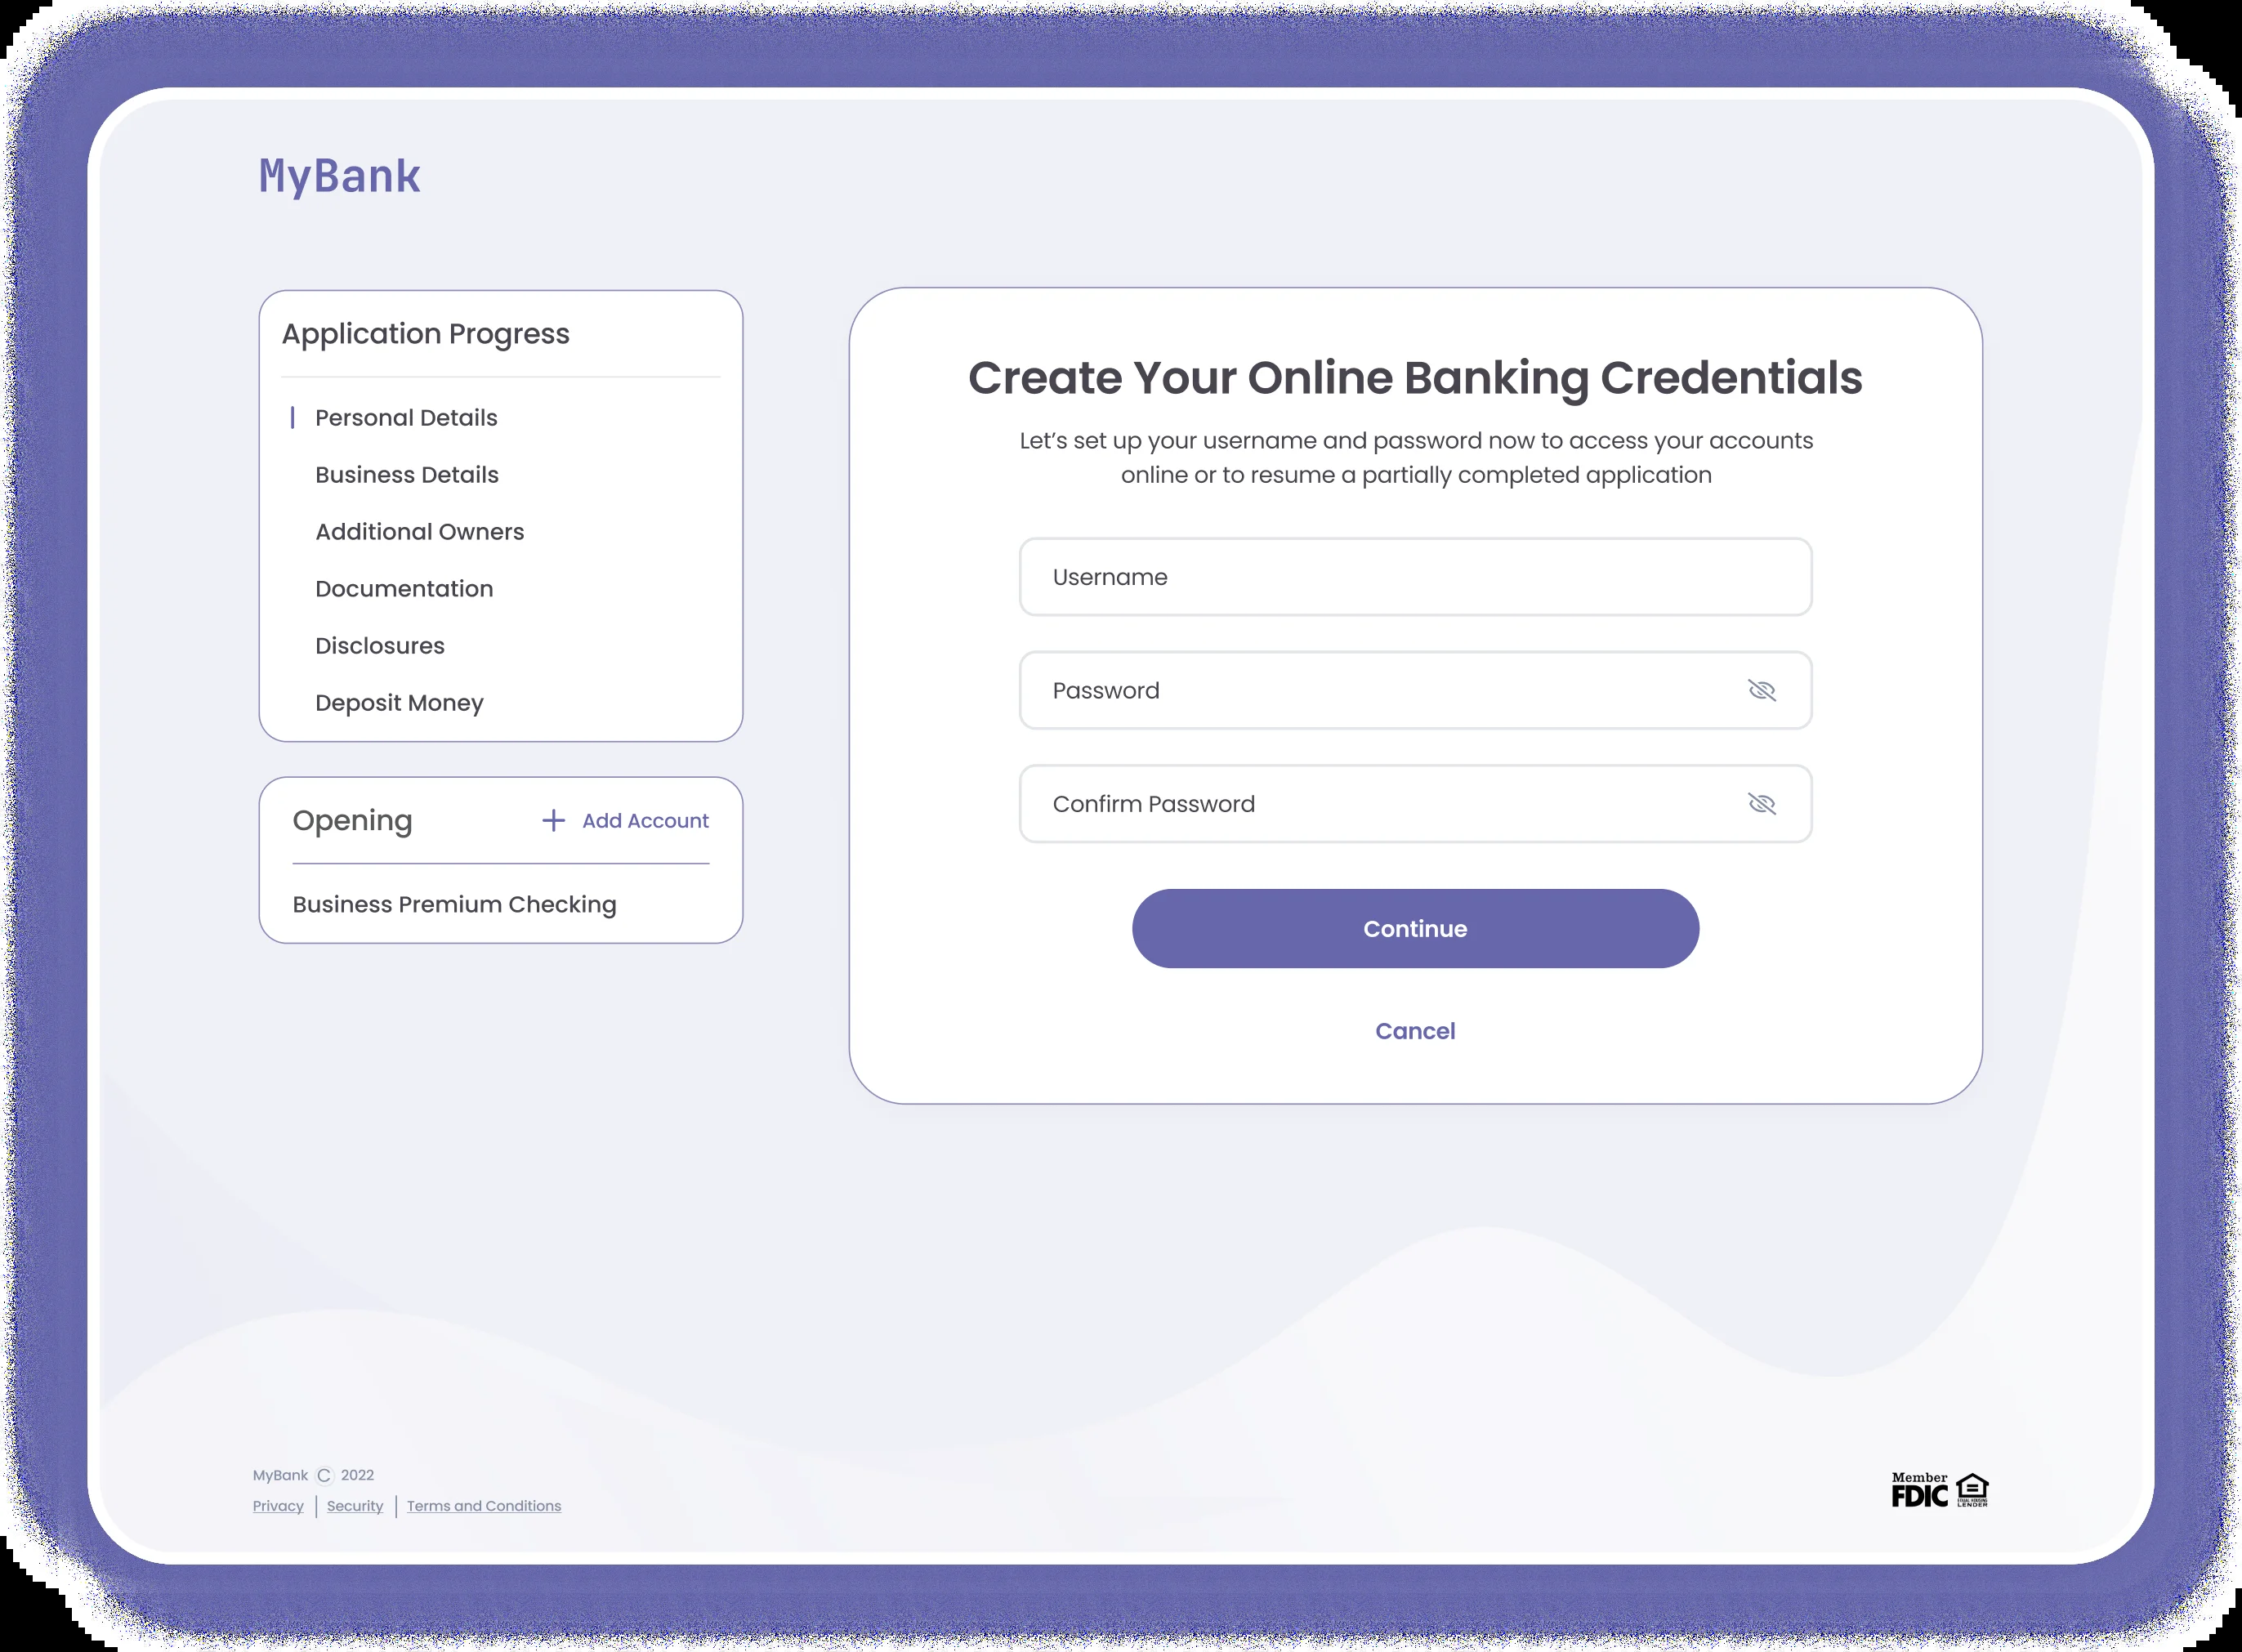 MyBank
Application Progress
Personal Details
Business Details
Additional Owners
Documentation
Disclosures
Deposit Money
Opening
+ Add Account
Business Premium Checking
Create Your Online Banking Credentials
Let’s set up your username and password now to access your accounts
online or to resume a partially completed application
Username
Password
Confirm Password
Continue
Cancel
MyBank © 2022
Privacy | Security | Terms and Conditions
Member
FDIC
EQUAL HOUSING
LENDER